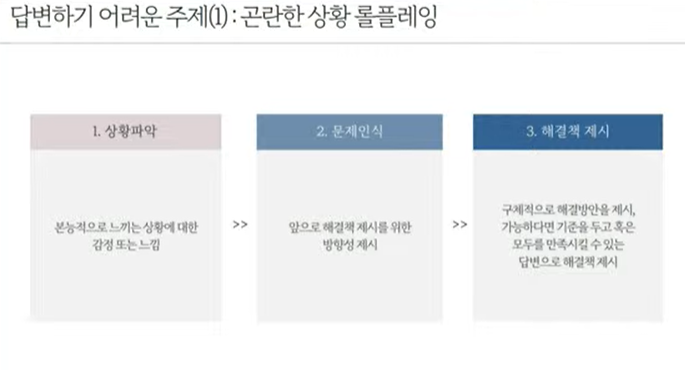 답변하기 어려운 주제(1) : 곤란한 상황 롤플레잉
1. 상황파악
본능적으로 느끼는 상황에 대한
감정 또는 느낌
>>
2. 문제인식
앞으로 해결책 제시를 위한
방향성 제시
>>
3. 해결책 제시
구체적으로 해결방안을 제시,
가능하다면 기준을 두고 혹은
모두를 만족시킬 수 있는
답변으로 해결책 제시